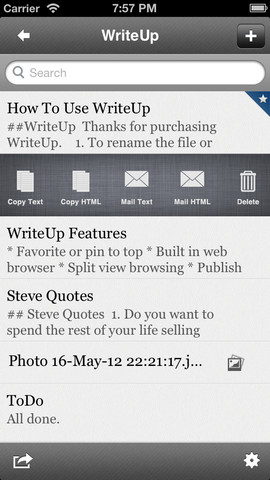 Carrier 7:57 PM
WriteUp
Search
How To Use WriteUp
##WriteUp Thanks for purchasing
WriteUp. 1. To rename the file or
Copy Text Copy HTML Mail Text Mail HTML Delete
WriteUp Features
* Favorite or pin to top * Built in web
browser * Split view browsing * Publish
Steve Quotes
## Steve Quotes 1. Do you want to
spend the rest of your life selling
Photo 16-May-12 22:21:17.j...
ToDo
All done.